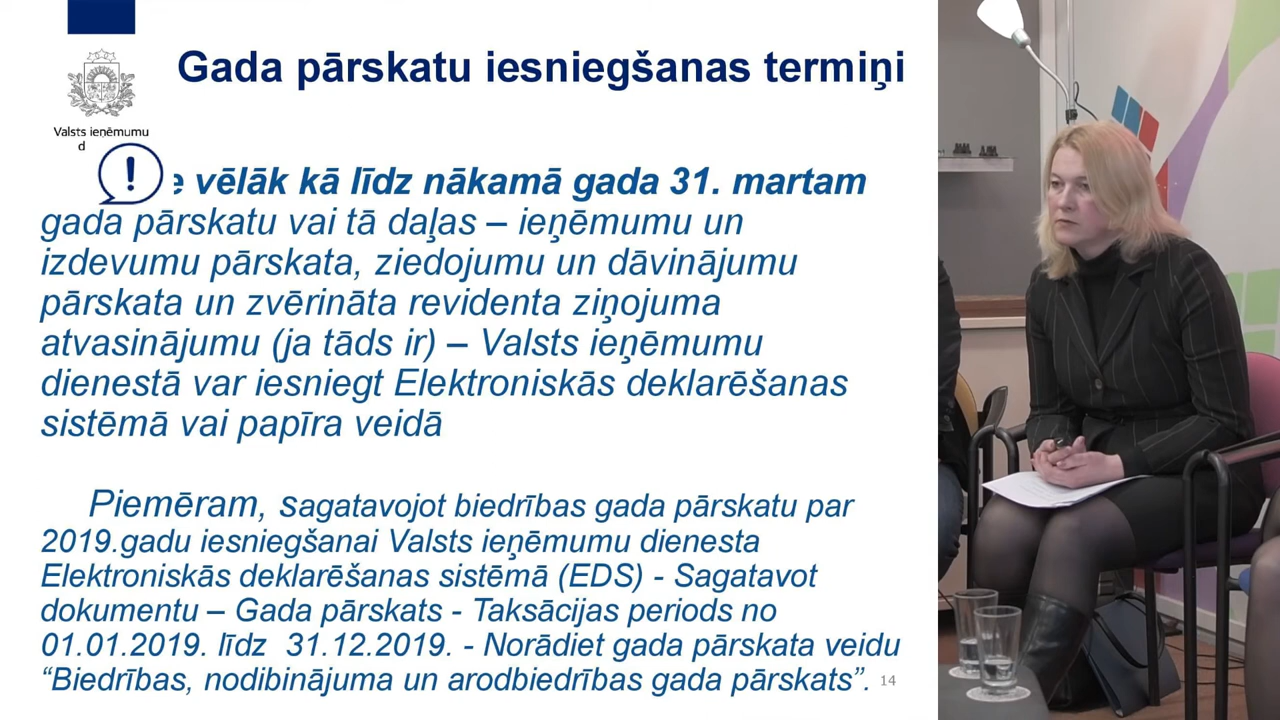 Gada pārskatu iesniegšanas termiņi
Valsts ieņēmumu
d
! e vēlāk kā līdz nākamā gada 31. martam
gada pārskatu vai tā daļas – ieņēmumu un
izdevumu pārskata, ziedojumu un dāvinājumu
pārskata un zvērināta revidenta ziņojuma
atvasinājumu (ja tāds ir) – Valsts ieņēmumu
dienestā var iesniegt Elektroniskās deklarēšanas
sistēmā vai papīra veidā
Piemēram, sagatavojot biedrības gada pārskatu par
2019.gadu iesniegšanai Valsts ieņēmumu dienesta
Elektroniskās deklarēšanas sistēmā (EDS) - Sagatavot
dokumentu – Gada pārskats - Taksācijas periods no
01.01.2019. līdz 31.12.2019. - Norādiet gada pārskata veidu
“Biedrības, nodibinājuma un arodbiedrības gada pārskats”. 14